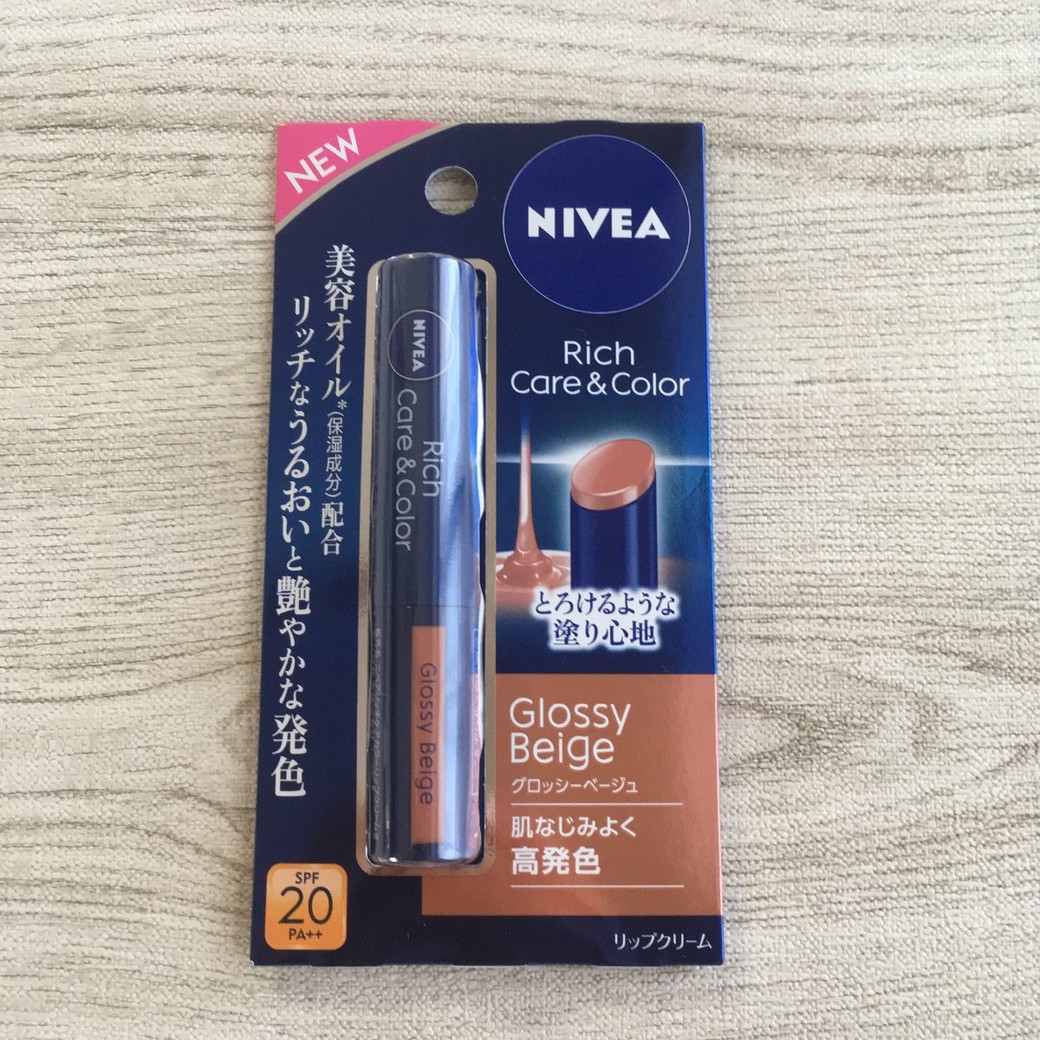 NEW
NIVEA
Rich
Care & Color
美容オイル*(保湿成分)配合
リッチなうるおいと艶やかな発色
NIVEA
Rich
Care & Color
Glossy Beige
とろけるような
塗り心地
Glossy
Beige
グロッシーベージュ
肌なじみよく
高発色
SPF
20
PA++
リップクリーム